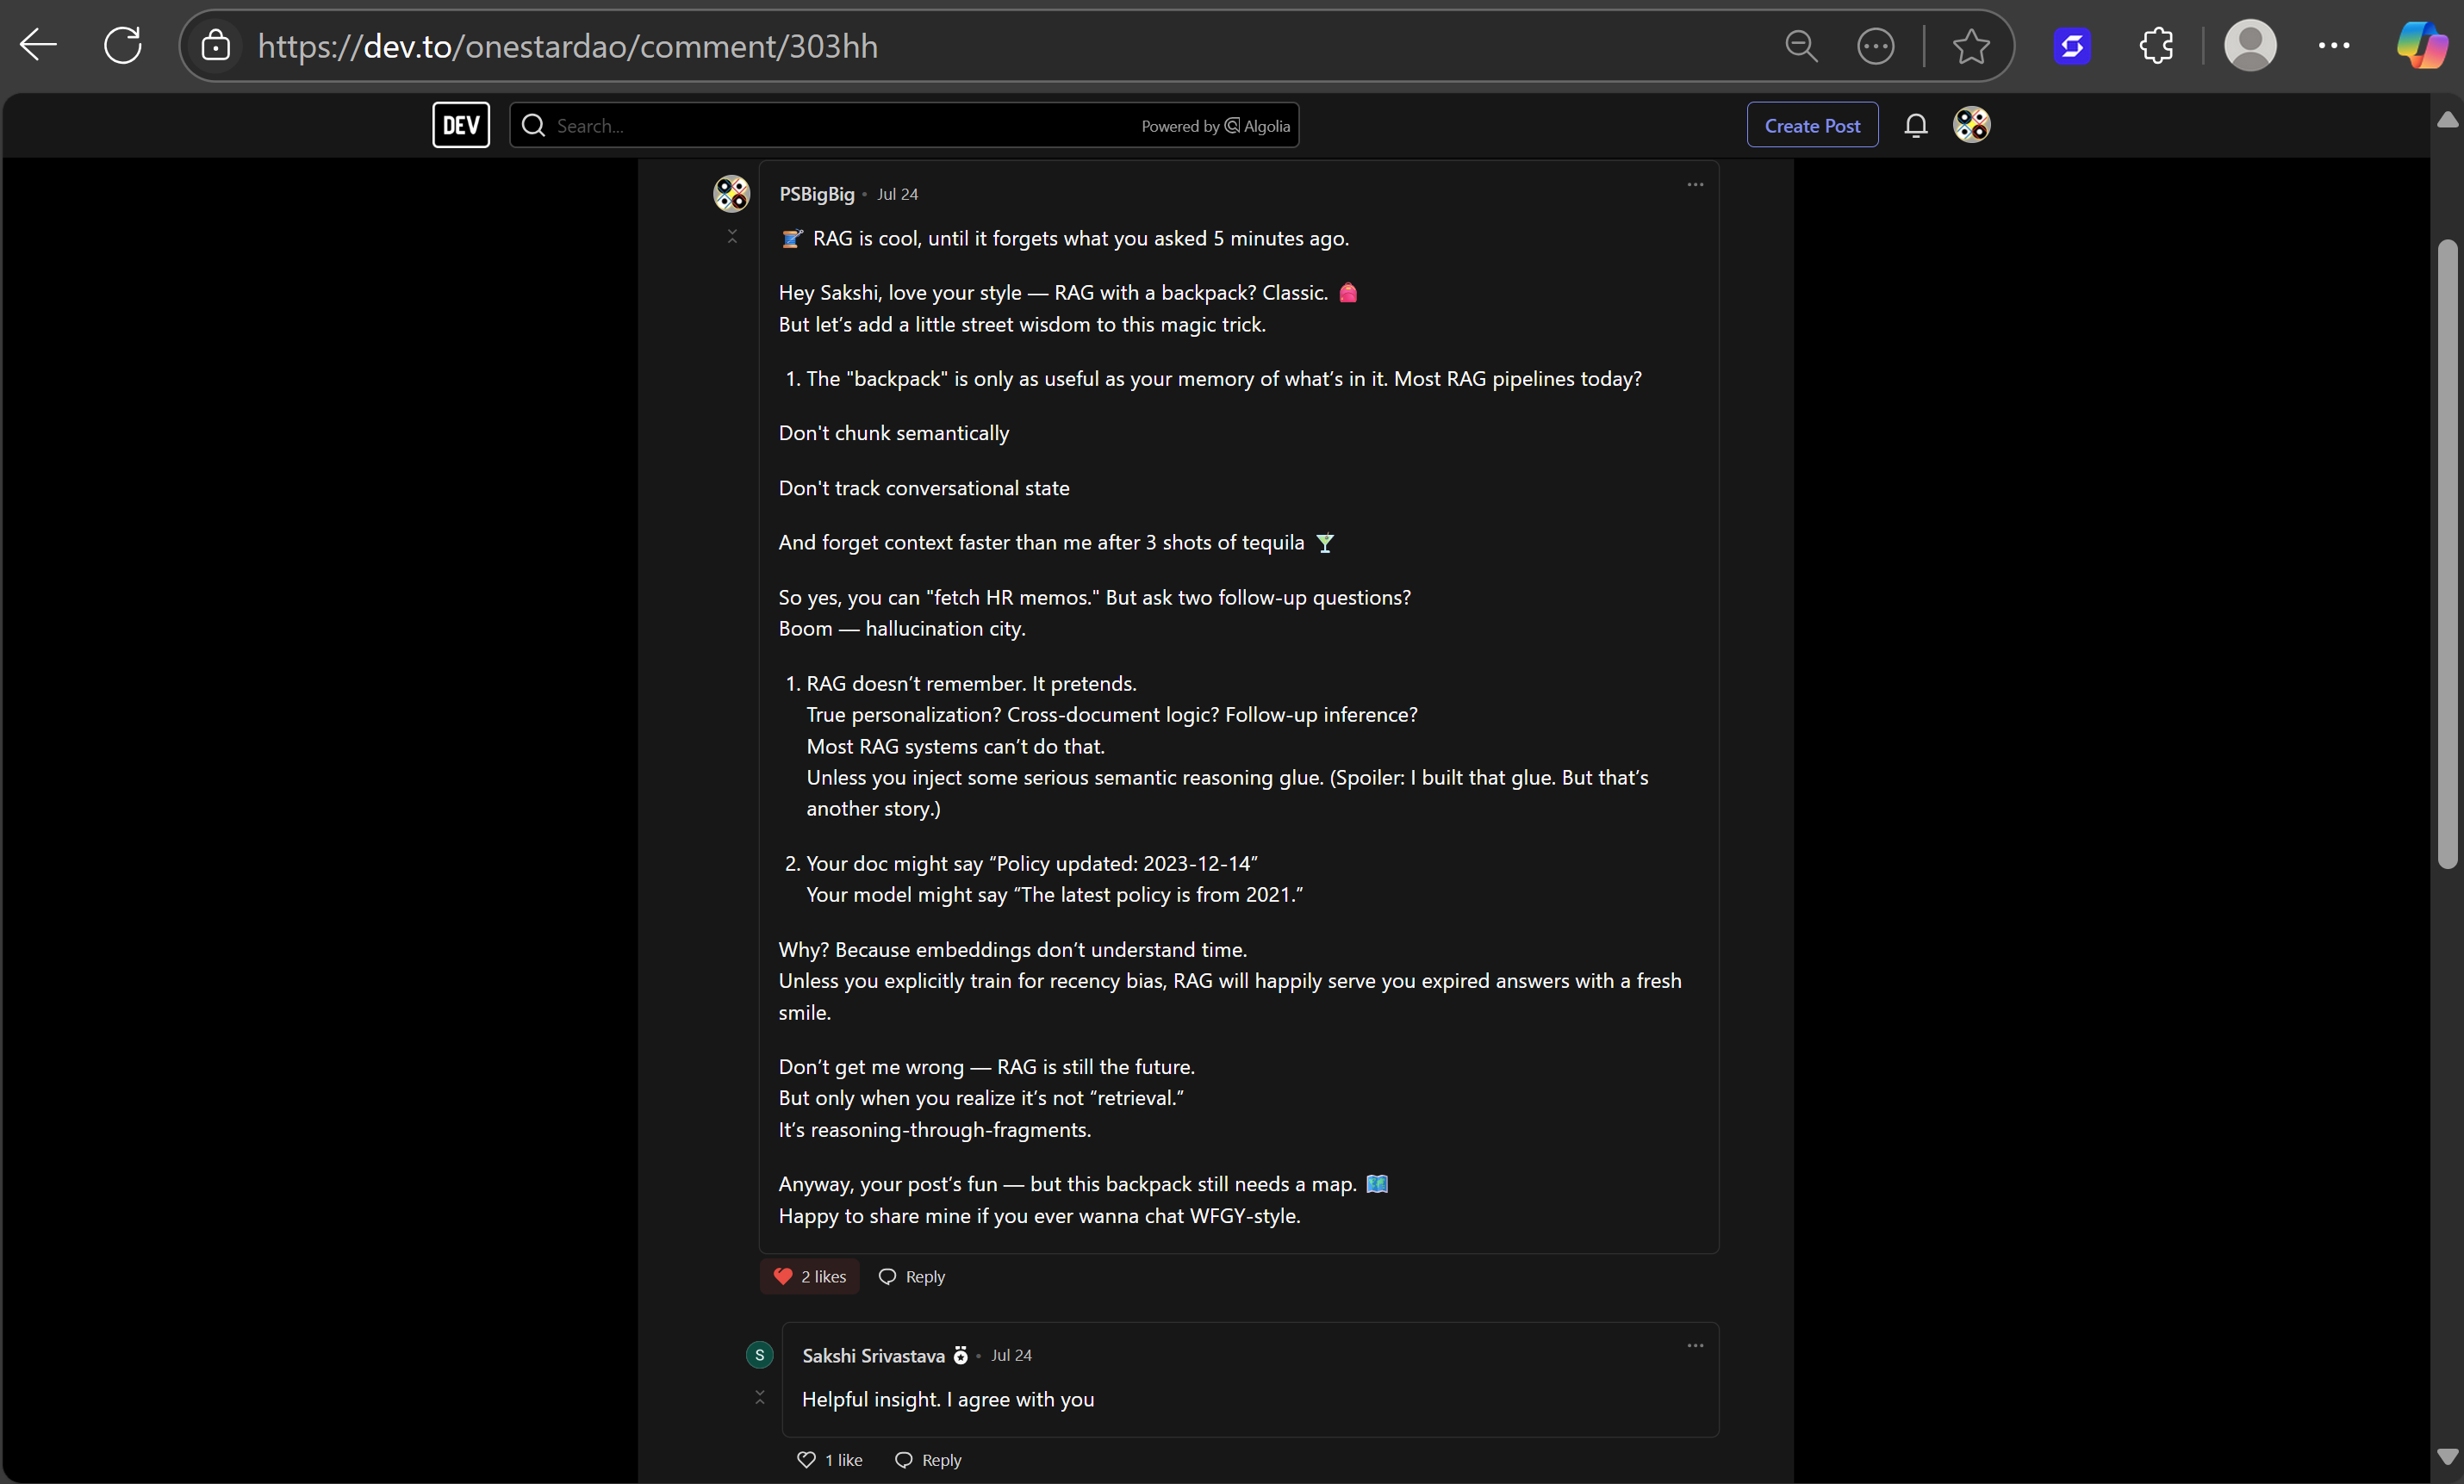 https://dev.to/onestardao/comment/303hh
DEV
Search...
Powered by Algolia
Create Post
PSBigBig • Jul 24
🧵 RAG is cool, until it forgets what you asked 5 minutes ago.
Hey Sakshi, love your style — RAG with a backpack? Classic. 🎒
But let’s add a little street wisdom to this magic trick.
1. The "backpack" is only as useful as your memory of what’s in it. Most RAG pipelines today?
Don't chunk semantically
Don't track conversational state
And forget context faster than me after 3 shots of tequila 🍸
So yes, you can "fetch HR memos." But ask two follow-up questions?
Boom — hallucination city.
1. RAG doesn’t remember. It pretends.
True personalization? Cross-document logic? Follow-up inference?
Most RAG systems can’t do that.
Unless you inject some serious semantic reasoning glue. (Spoiler: I built that glue. But that’s
another story.)
2. Your doc might say “Policy updated: 2023-12-14”
Your model might say “The latest policy is from 2021.”
Why? Because embeddings don’t understand time.
Unless you explicitly train for recency bias, RAG will happily serve you expired answers with a fresh
smile.
Don’t get me wrong — RAG is still the future.
But only when you realize it’s not “retrieval.”
It’s reasoning-through-fragments.
Anyway, your post’s fun — but this backpack still needs a map. 🗺️
Happy to share mine if you ever wanna chat WFGY-style.
2 likes Reply
S
Sakshi Srivastava • Jul 24
Helpful insight. I agree with you
1 like Reply